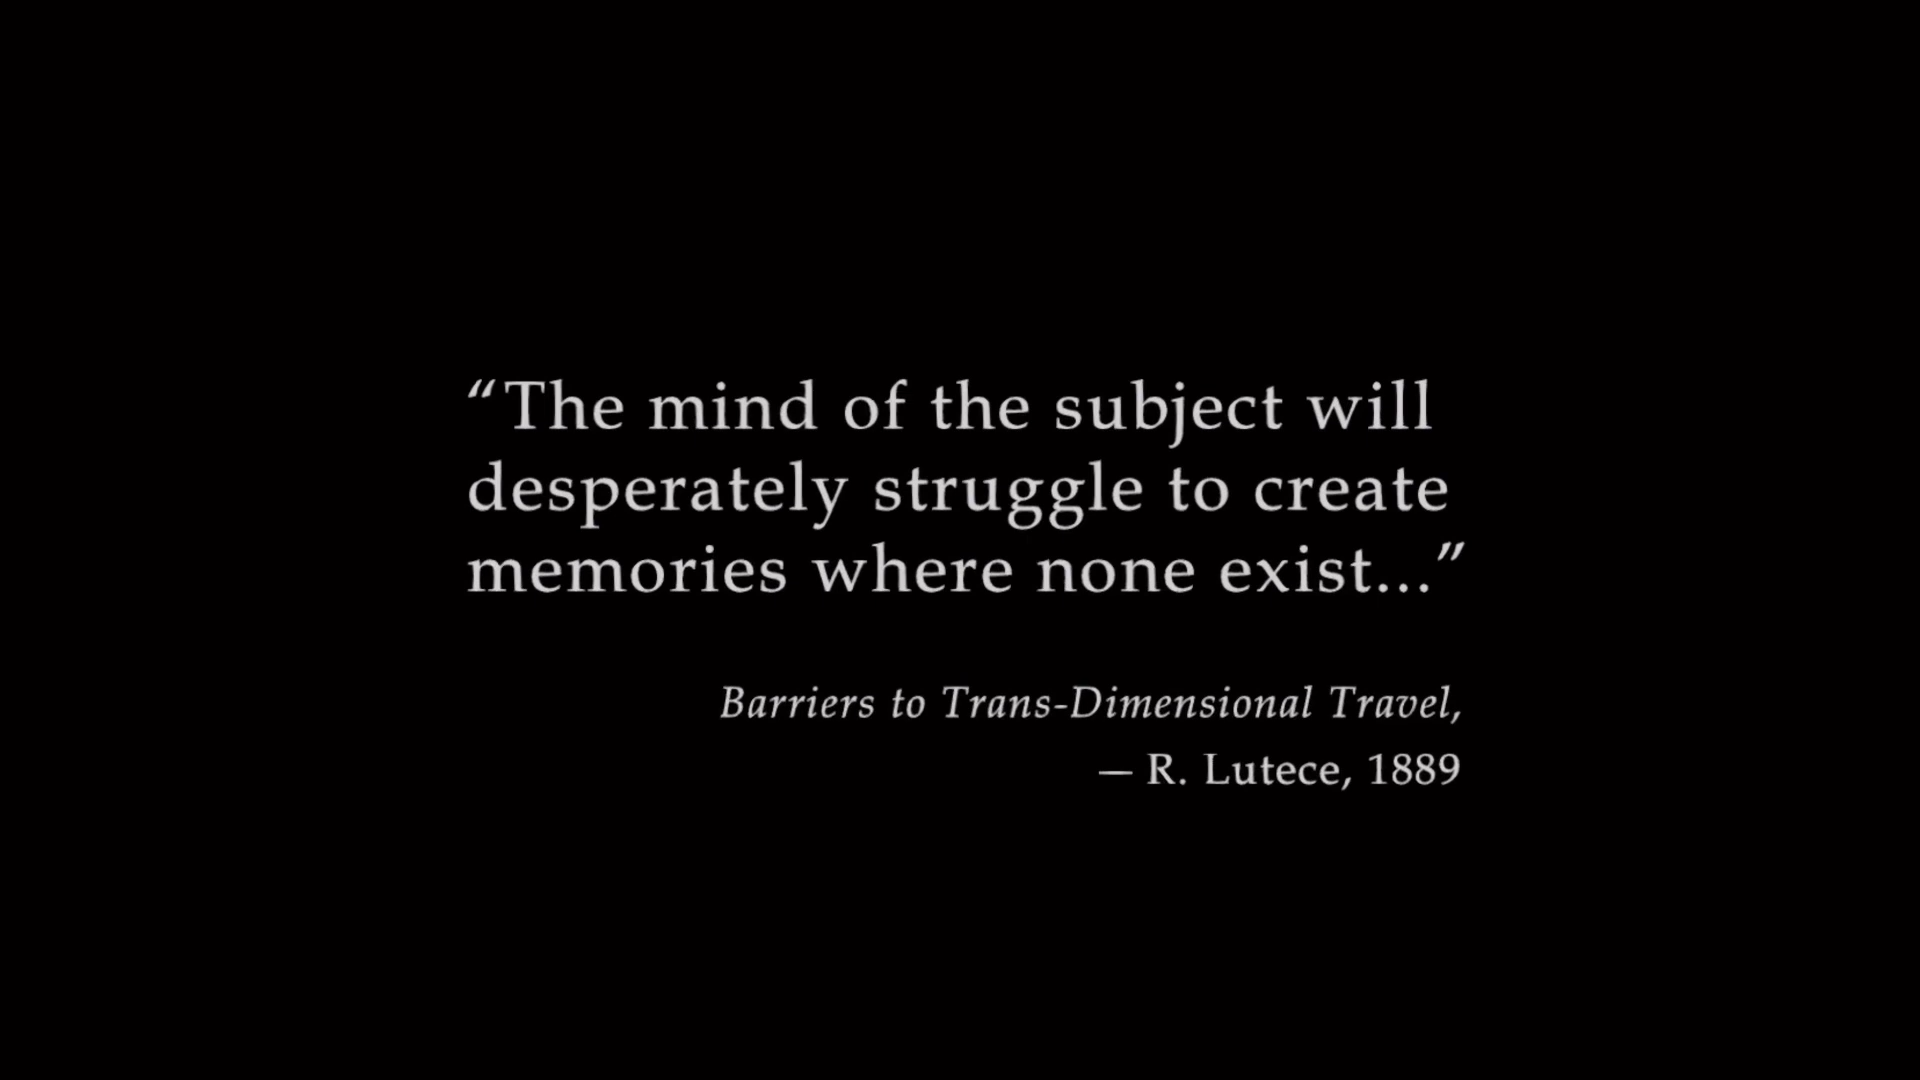 “The mind of the subject will
desperately struggle to create
memories where none exist...”
Barriers to Trans-Dimensional Travel,
— R. Lutece, 1889